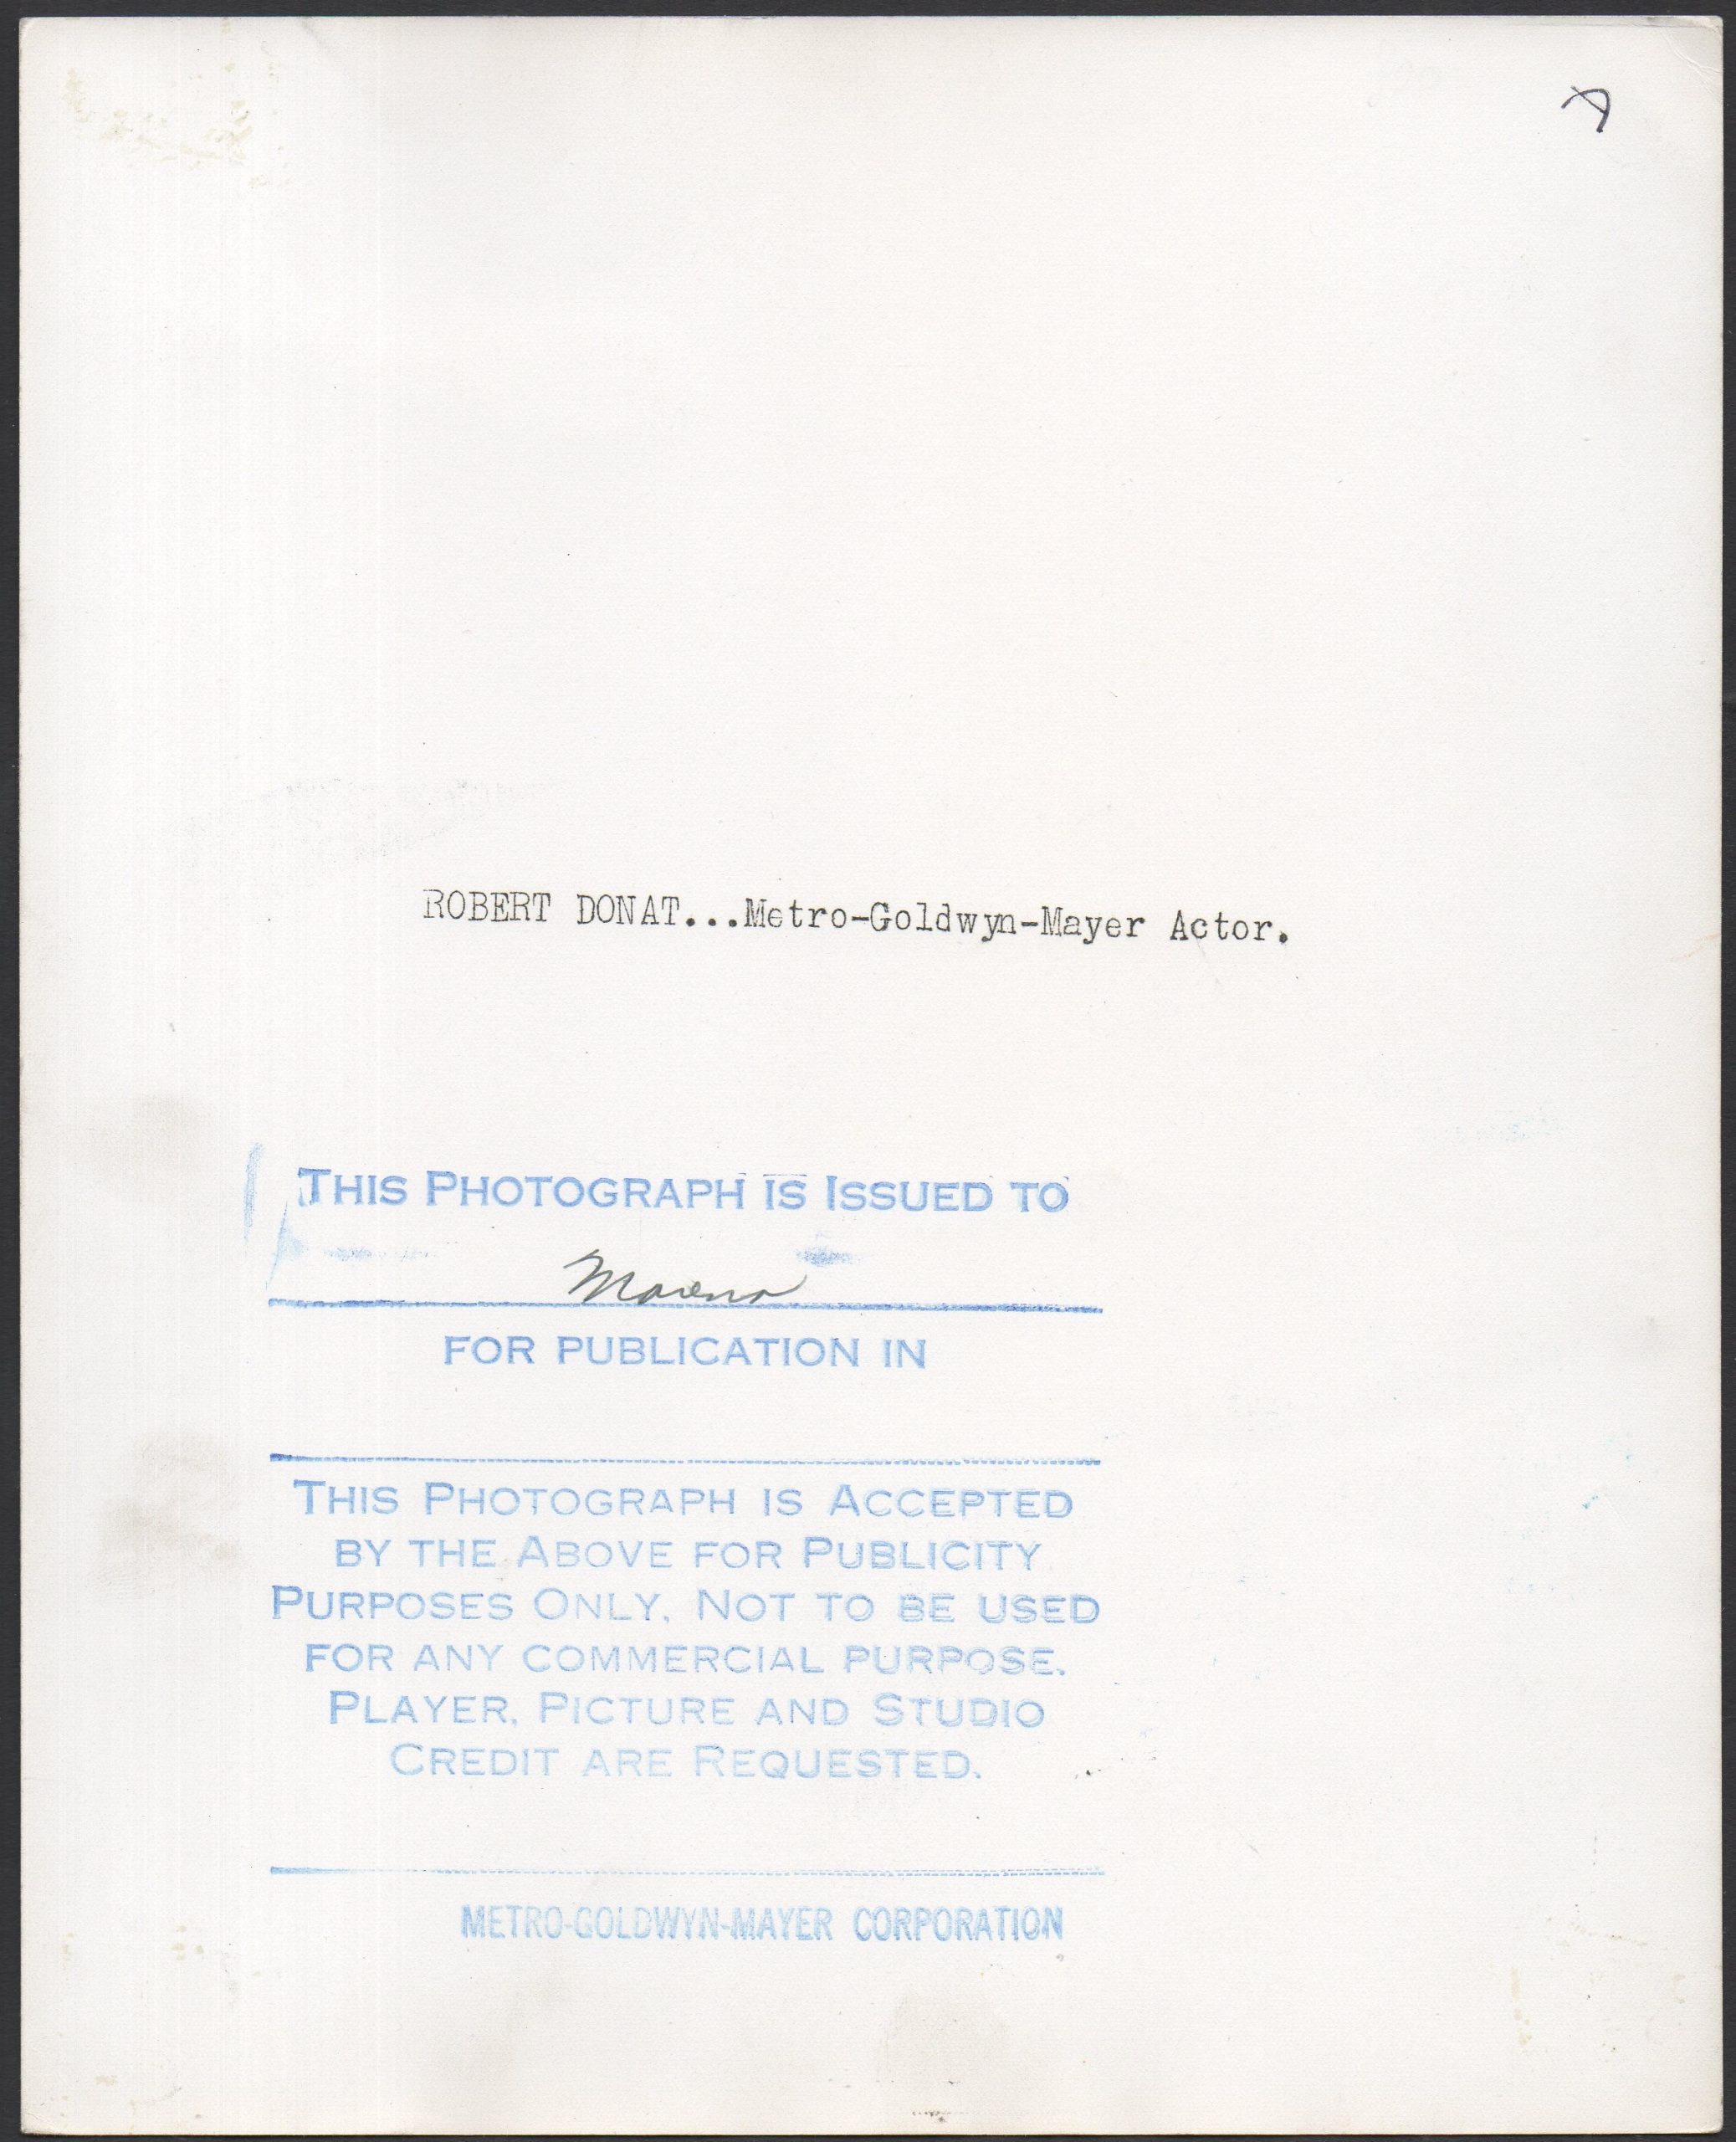 ROBERT DONAT...Metro-Goldwyn-Mayer Actor.
THIS PHOTOGRAPH IS ISSUED TO
Moreno
FOR PUBLICATION IN
THIS PHOTOGRAPH IS ACCEPTED
BY THE ABOVE FOR PUBLICITY
PURPOSES ONLY, NOT TO BE USED
FOR ANY COMMERCIAL PURPOSE.
PLAYER, PICTURE AND STUDIO
CREDIT ARE REQUESTED.
METRO-GOLDWYN-MAYER CORPORATION